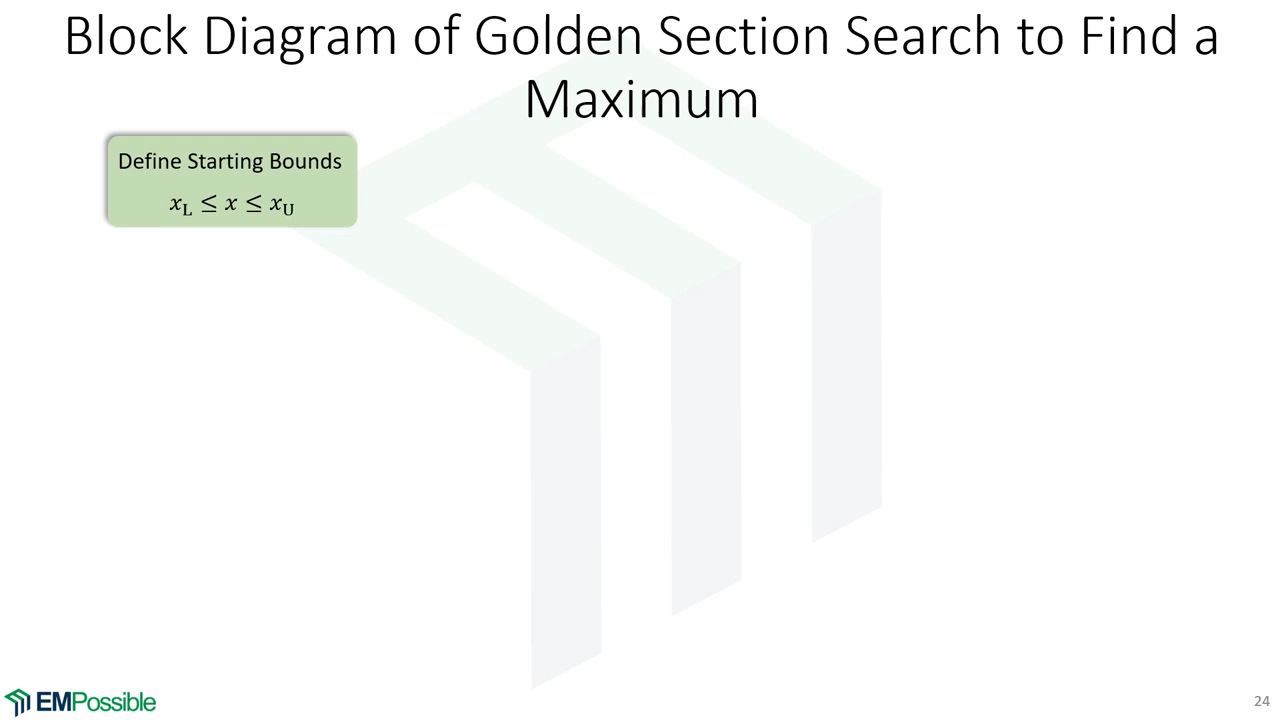 Block Diagram of Golden Section Search to Find a
Maximum
Define Starting Bounds
x_L ≤ x ≤ x_U
EMPossible
24